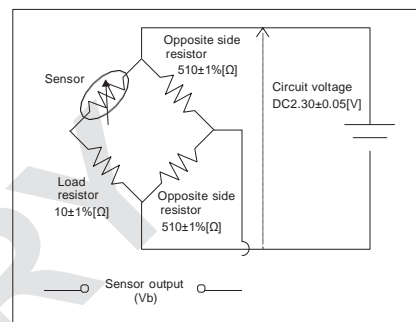 Opposite side
resistor
510±1%[Ω]
Sensor
Circuit voltage
DC2.30±0.05[V]
Load
resistor
10±1%[Ω]
Opposite side
resistor
510±1%[Ω]
Sensor output
(Vb)